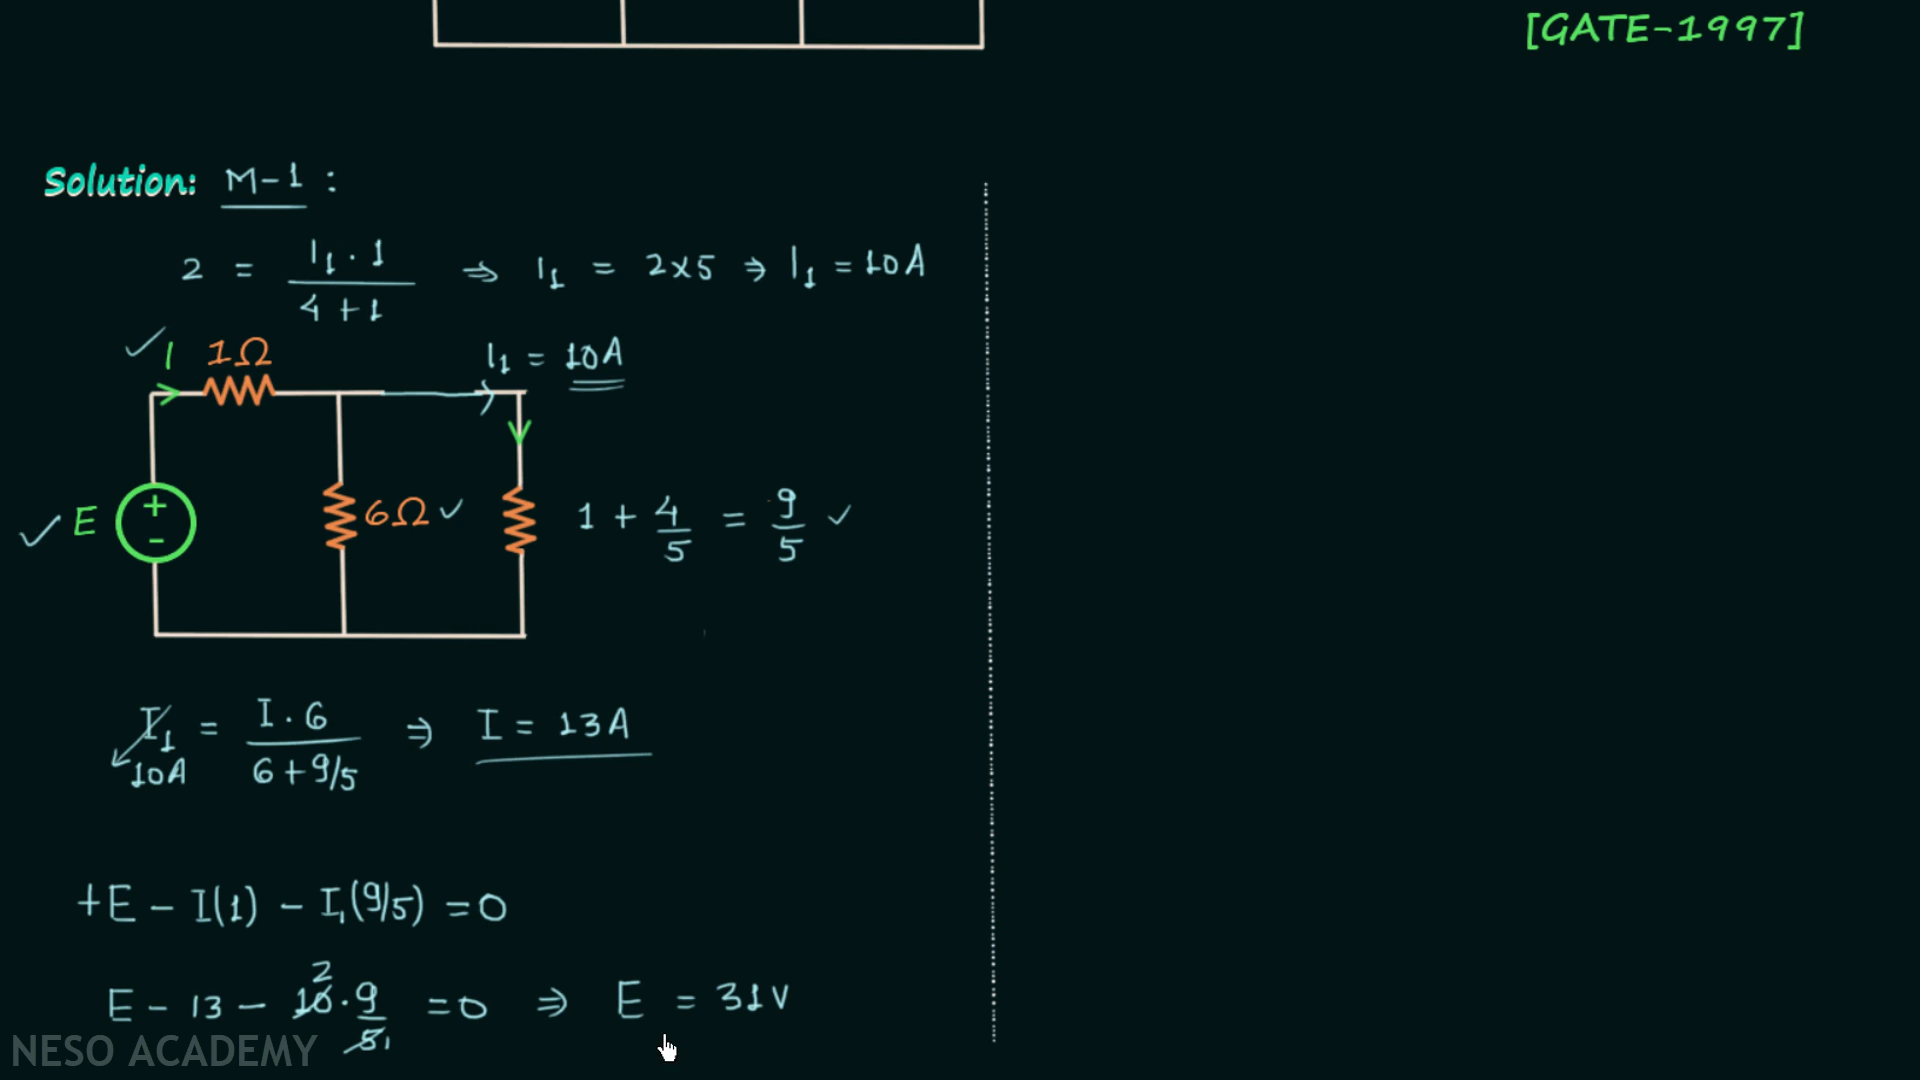 [GATE-1997]
Solution: M-1 :
2 = I₁ · 1 / 4 + 1 ⇒ I₁ = 2×5 → I₁ = 10A
✓ I 1Ω I₁ = 10A
✓ E + - 6Ω ✓ 1 + 4/5 = 9/5 ✓
I₁ = I · 6 / 6 + 9/5 ⇒ I = 13A
10A
+E - I(1) - I₁(9/5) = 0
E - 13 - 10 2 · 9/5 1 = 0 ⇒ E = 31V
NESO ACADEMY